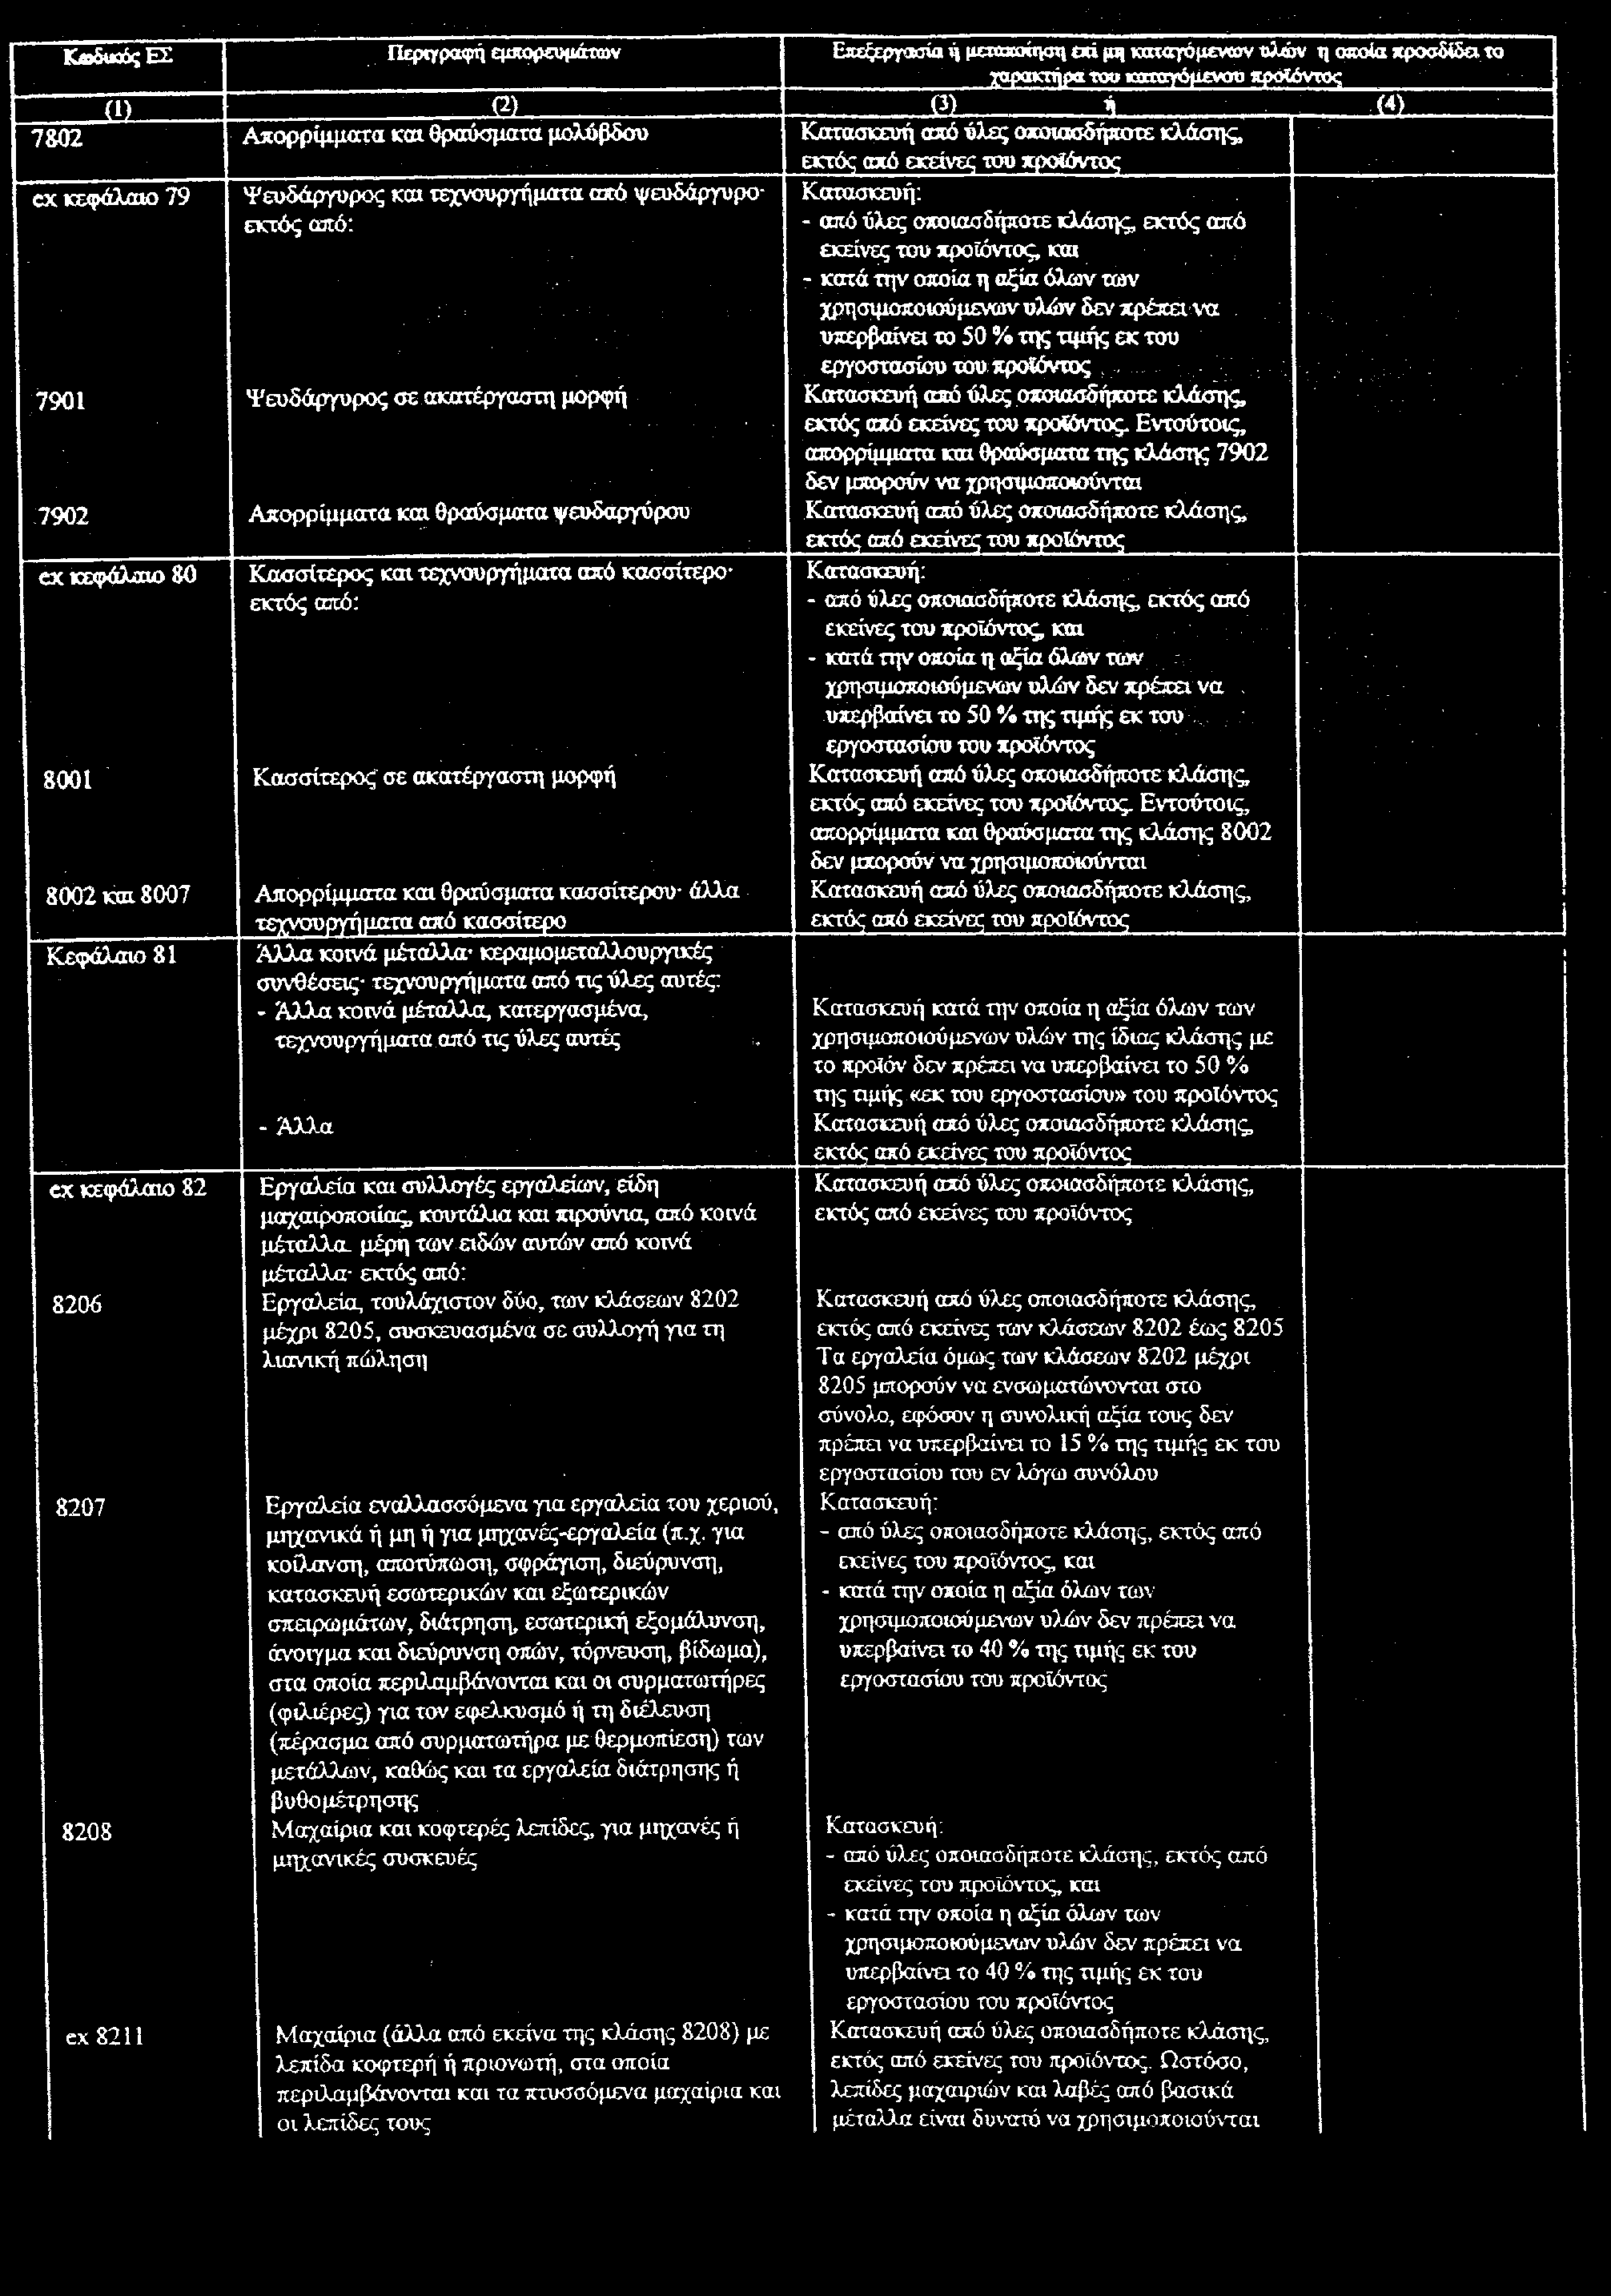 Κωδικός ΕΣ
Περιγραφή εμπορευμάτων
Επεξεργασία ή μεταποίηση επί μη καταγόμενων υλών η οποία προσδίδει το
χαρακτήρα του καταγόμενου προϊόντος
(1)
(2)
(3) ή (4)
7802
Απορρίμματα και θραύσματα μολύβδου
Κατασκευή από ύλες οποιασδήποτε κλάσης,
εκτός από εκείνες του προϊόντος
ex κεφάλαιο 79
Ψευδάργυρος και τεχνουργήματα από ψευδάργυρο·
εκτός από:
Κατασκευή:
- από ύλες οποιασδήποτε κλάσης, εκτός από
εκείνες του προϊόντος, και
- κατά την οποία η αξία όλων των
χρησιμοποιούμενων υλών δεν πρέπει να
υπερβαίνει το 50 % της τιμής εκ του
εργοστασίου του προϊόντος
7901
Ψευδάργυρος σε ακατέργαστη μορφή
Κατασκευή από ύλες οποιασδήποτε κλάσης,
εκτός από εκείνες του προϊόντος. Εντούτοις,
απορρίμματα και θραύσματα της κλάσης 7902
δεν μπορούν να χρησιμοποιούνται
7902
Απορρίμματα και θραύσματα ψευδαργύρου
Κατασκευή από ύλες οποιασδήποτε κλάσης,
εκτός από εκείνες του προϊόντος
ex κεφάλαιο 80
Κασσίτερος και τεχνουργήματα από κασσίτερο·
εκτός από:
Κατασκευή:
- από ύλες οποιασδήποτε κλάσης, εκτός από
εκείνες του προϊόντος, και
- κατά την οποία η αξία όλων των
χρησιμοποιούμενων υλών δεν πρέπει να
υπερβαίνει το 50 % της τιμής εκ του
εργοστασίου του προϊόντος
8001
Κασσίτερος σε ακατέργαστη μορφή
Κατασκευή από ύλες οποιασδήποτε κλάσης,
εκτός από εκείνες του προϊόντος. Εντούτοις,
απορρίμματα και θραύσματα της κλάσης 8002
δεν μπορούν να χρησιμοποιούνται
8002 και 8007
Απορρίμματα και θραύσματα κασσίτερου· άλλα
τεχνουργήματα από κασσίτερο
Κατασκευή από ύλες οποιασδήποτε κλάσης,
εκτός από εκείνες του προϊόντος
Κεφάλαιο 81
Άλλα κοινά μέταλλα· κεραμομεταλλουργικές
συνθέσεις· τεχνουργήματα από τις ύλες αυτές:
- Άλλα κοινά μέταλλα, κατεργασμένα,
τεχνουργήματα από τις ύλες αυτές
Κατασκευή κατά την οποία η αξία όλων των
χρησιμοποιούμενων υλών της ίδιας κλάσης με
το προϊόν δεν πρέπει να υπερβαίνει το 50 %
της τιμής «εκ του εργοστασίου» του προϊόντος
- Άλλα
Κατασκευή από ύλες οποιασδήποτε κλάσης,
εκτός από εκείνες του προϊόντος
ex κεφάλαιο 82
Εργαλεία και συλλογές εργαλείων, είδη
μαχαιροποιίας, κουτάλια και πιρούνια, από κοινά
μέταλλα. μέρη των ειδών αυτών από κοινά
μέταλλα· εκτός από:
Κατασκευή από ύλες οποιασδήποτε κλάσης,
εκτός από εκείνες του προϊόντος
8206
Εργαλεία, τουλάχιστον δύο, των κλάσεων 8202
μέχρι 8205, συσκευασμένα σε συλλογή για τη
λιανική πώληση
Κατασκευή από ύλες οποιασδήποτε κλάσης,
εκτός από εκείνες των κλάσεων 8202 έως 8205
Τα εργαλεία όμως των κλάσεων 8202 μέχρι
8205 μπορούν να ενσωματώνονται στο
σύνολο, εφόσον η συνολική αξία τους δεν
πρέπει να υπερβαίνει το 15 % της τιμής εκ του
εργοστασίου του εν λόγω συνόλου
8207
Εργαλεία εναλλασσόμενα για εργαλεία του χεριού,
μηχανικά ή μη ή για μηχανές-εργαλεία (π.χ. για
κοίλανση, αποτύπωση, σφράγιση, διεύρυνση,
κατασκευή εσωτερικών και εξωτερικών
σπειρωμάτων, διάτρηση, εσωτερική εξομάλυνση,
άνοιγμα και διεύρυνση οπών, τόρνευση, βίδωμα),
στα οποία περιλαμβάνονται και οι συρματωτήρες
(φιλιέρες) για τον εφελκυσμό ή τη διέλευση
(πέρασμα από συρματωτήρα με θερμοπίεση) των
μετάλλων, καθώς και τα εργαλεία διάτρησης ή
βυθομέτρησης
Κατασκευή:
- από ύλες οποιασδήποτε κλάσης, εκτός από
εκείνες του προϊόντος, και
- κατά την οποία η αξία όλων των
χρησιμοποιούμενων υλών δεν πρέπει να
υπερβαίνει το 40 % της τιμής εκ του
εργοστασίου του προϊόντος
8208
Μαχαίρια και κοφτερές λεπίδες, για μηχανές ή
μηχανικές συσκευές
Κατασκευή:
- από ύλες οποιασδήποτε κλάσης, εκτός από
εκείνες του προϊόντος, και
- κατά την οποία η αξία όλων των
χρησιμοποιούμενων υλών δεν πρέπει να
υπερβαίνει το 40 % της τιμής εκ του
εργοστασίου του προϊόντος
ex 8211
Μαχαίρια (άλλα από εκείνα της κλάσης 8208) με
λεπίδα κοφτερή ή πριονωτή, στα οποία
περιλαμβάνονται και τα πτυσσόμενα μαχαίρια και
οι λεπίδες τους
Κατασκευή από ύλες οποιασδήποτε κλάσης,
εκτός από εκείνες του προϊόντος. Ωστόσο,
λεπίδες μαχαιριών και λαβές από βασικά
μέταλλα είναι δυνατό να χρησιμοποιούνται